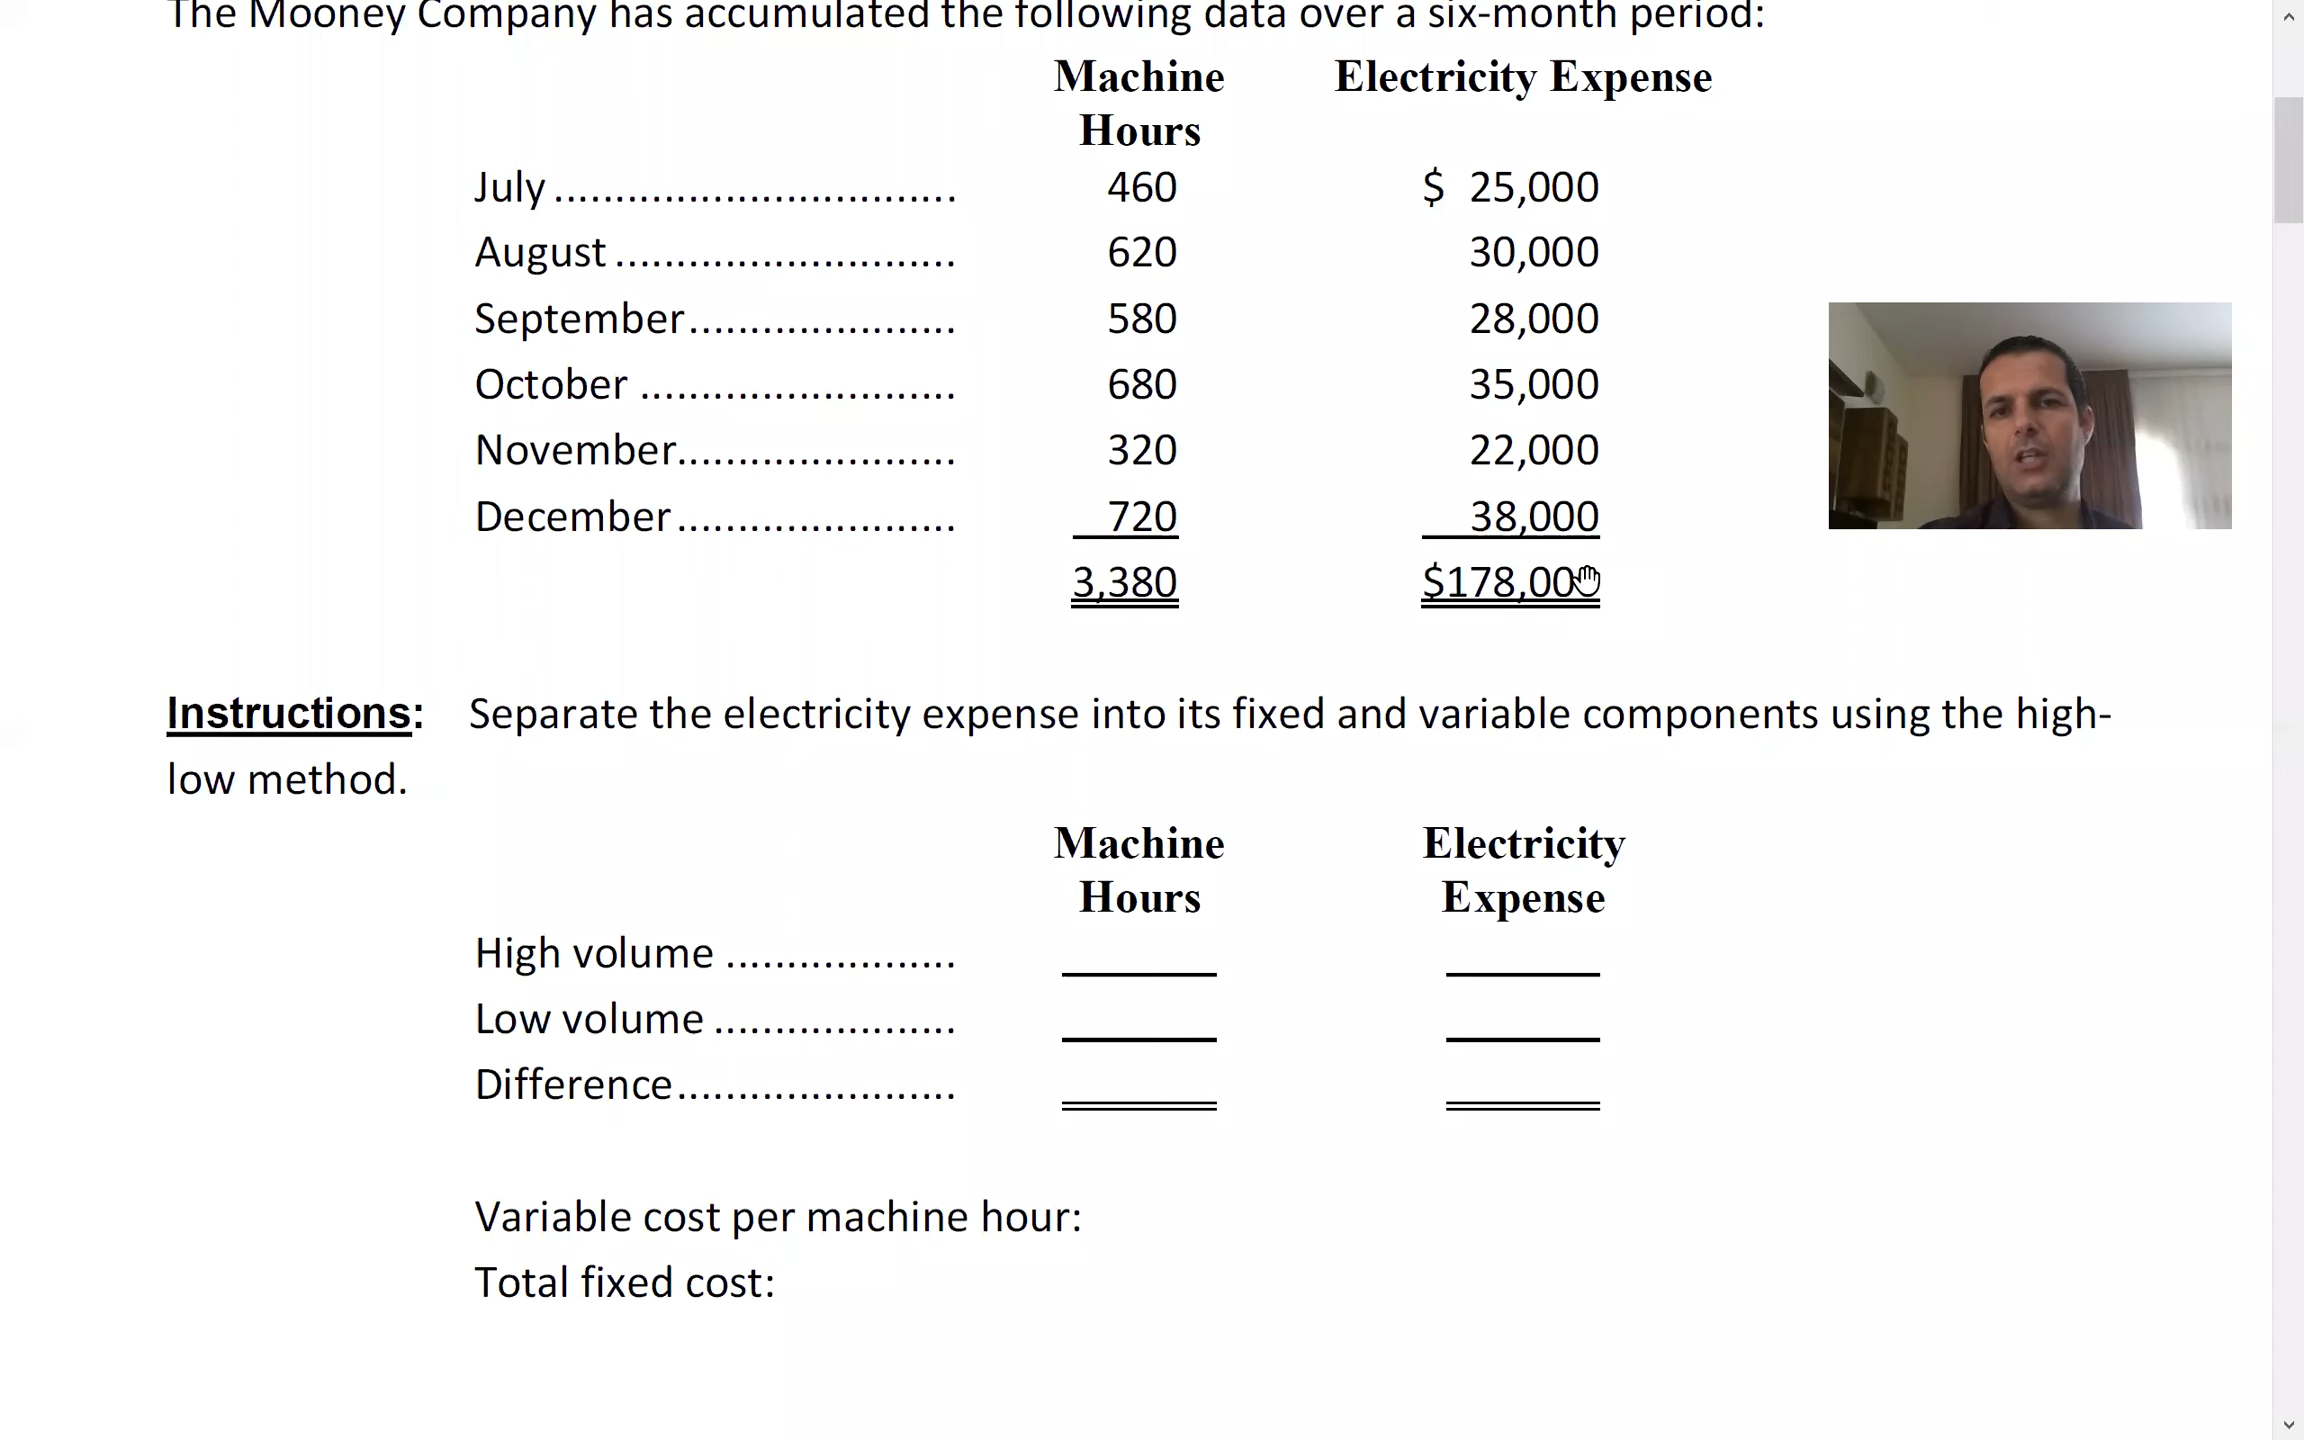 The Mooney Company has accumulated the following data over a six-month period:
Machine Hours Electricity Expense
July ................................. 460 $ 25,000
August ............................ 620 30,000
September...................... 580 28,000
October .......................... 680 35,000
November....................... 320 22,000
December....................... 720 38,000
3,380 $178,00
Instructions: Separate the electricity expense into its fixed and variable components using the high-
low method.
Machine Hours Electricity Expense
High volume ...................
Low volume ....................
Difference.......................
Variable cost per machine hour:
Total fixed cost: